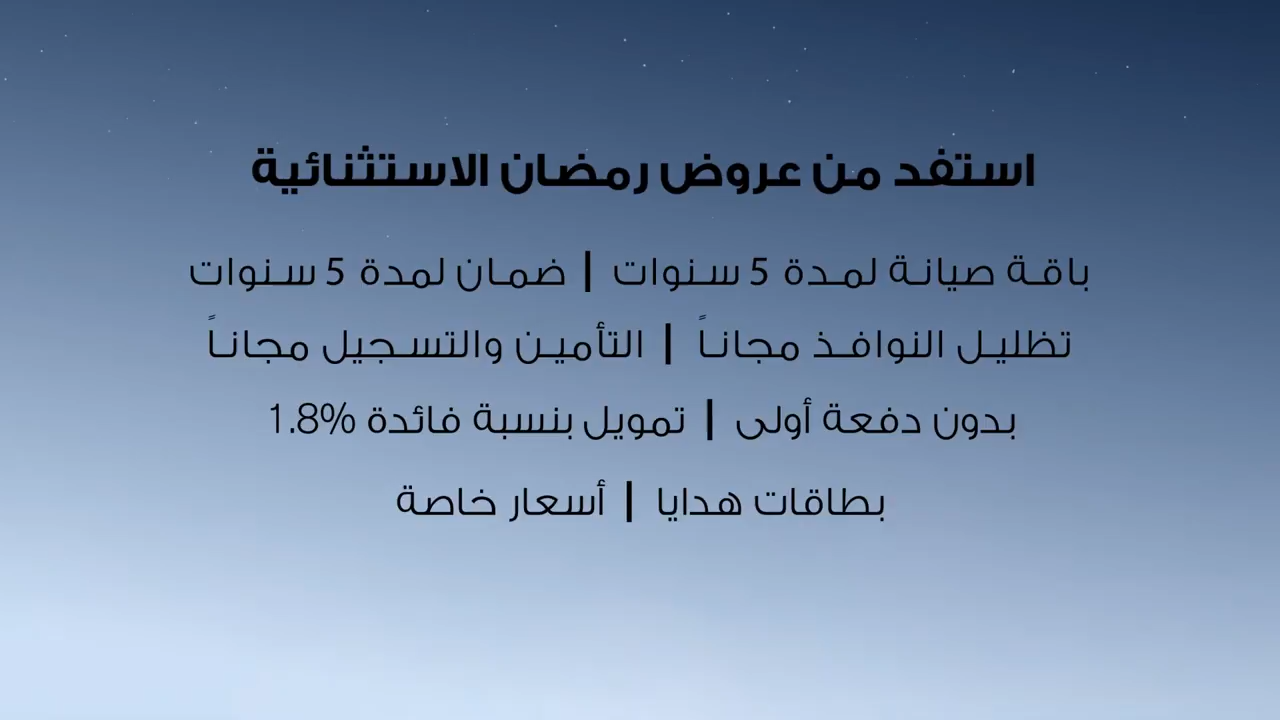 استفد من عروض رمضان الاستثنائية
باقة صيانة لمدة 5 سنوات | ضمان لمدة 5 سنوات
تظليل النوافذ مجاناً | التأمين والتسجيل مجاناً
بدون دفعة أولى | تمويل بنسبة فائدة 1.8%
بطاقات هدايا | أسعار خاصة